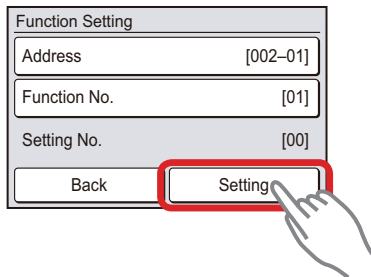 Function Setting
Address [002–01]
Function No. [01]
Setting No. [00]
Back Setting